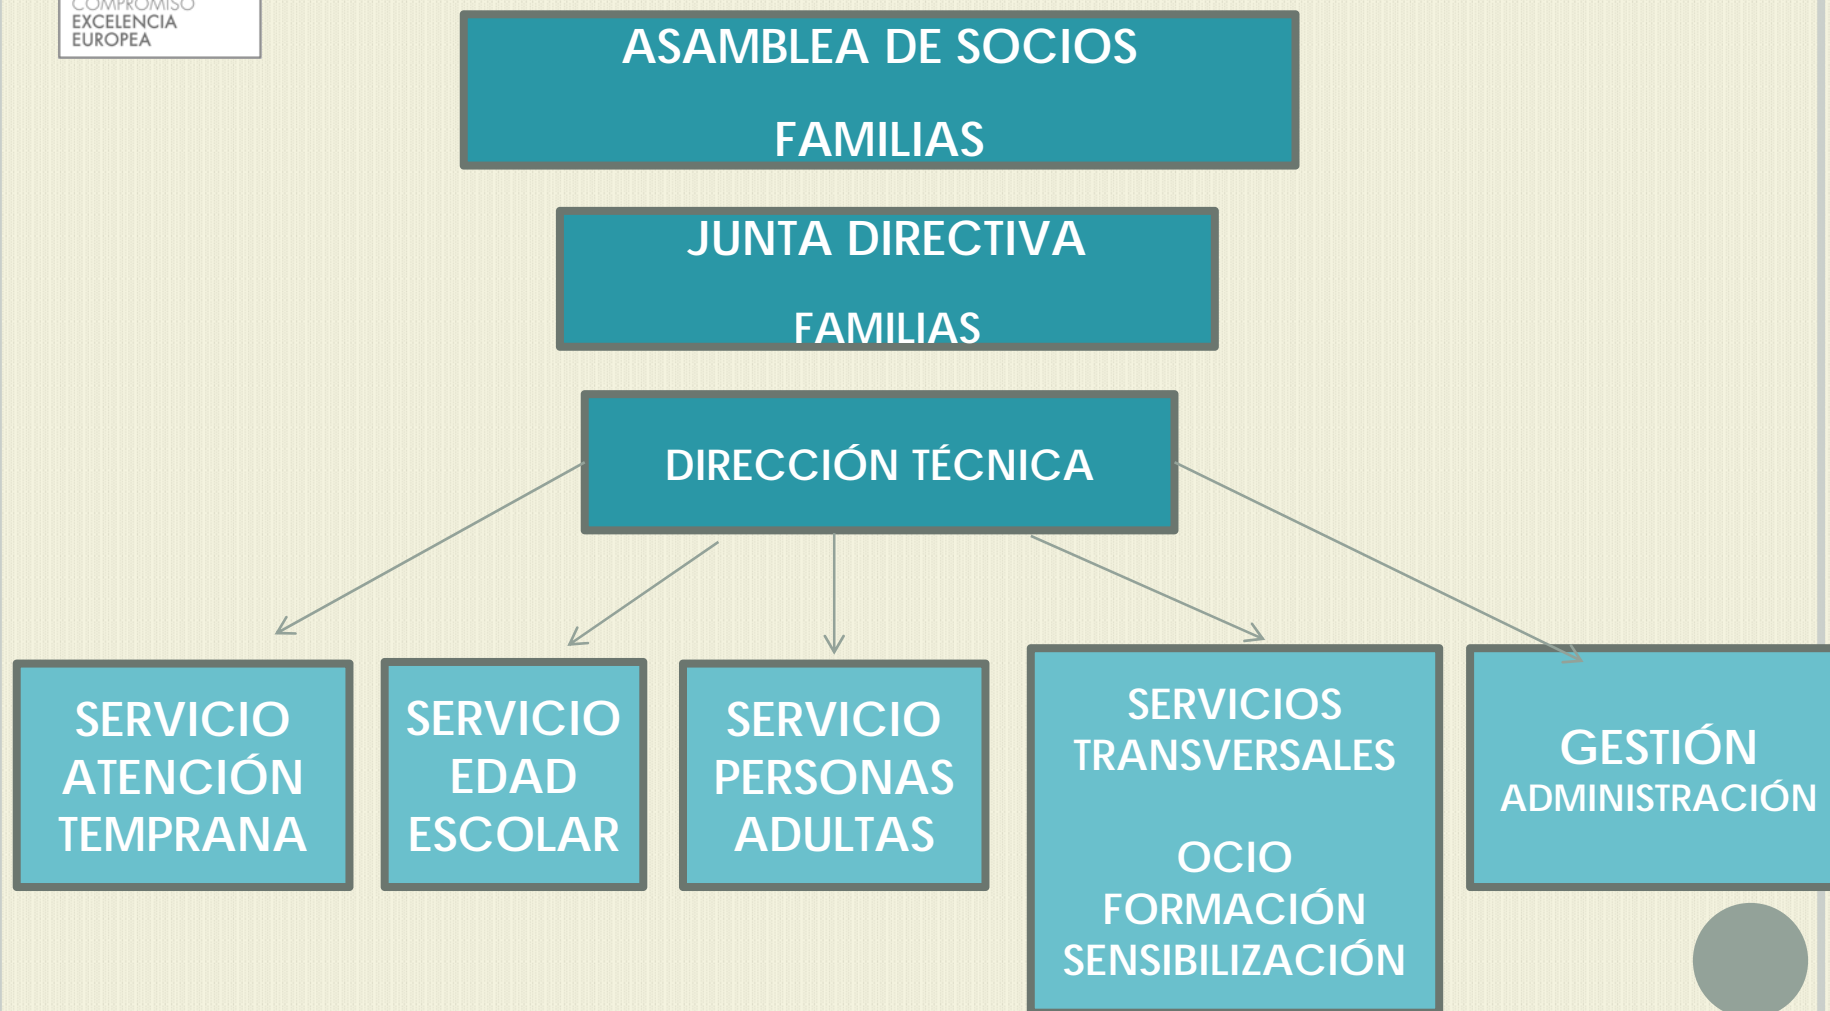 COMPROMISO
EXCELENCIA
EUROPEA
ASAMBLEA DE SOCIOS
FAMILIAS
JUNTA DIRECTIVA
FAMILIAS
DIRECCIÓN TÉCNICA
SERVICIO
ATENCIÓN
TEMPRANA
SERVICIO
EDAD
ESCOLAR
SERVICIO
PERSONAS
ADULTAS
SERVICIOS
TRANSVERSALES
OCIO
FORMACIÓN
SENSIBILIZACIÓN
GESTIÓN
ADMINISTRACIÓN